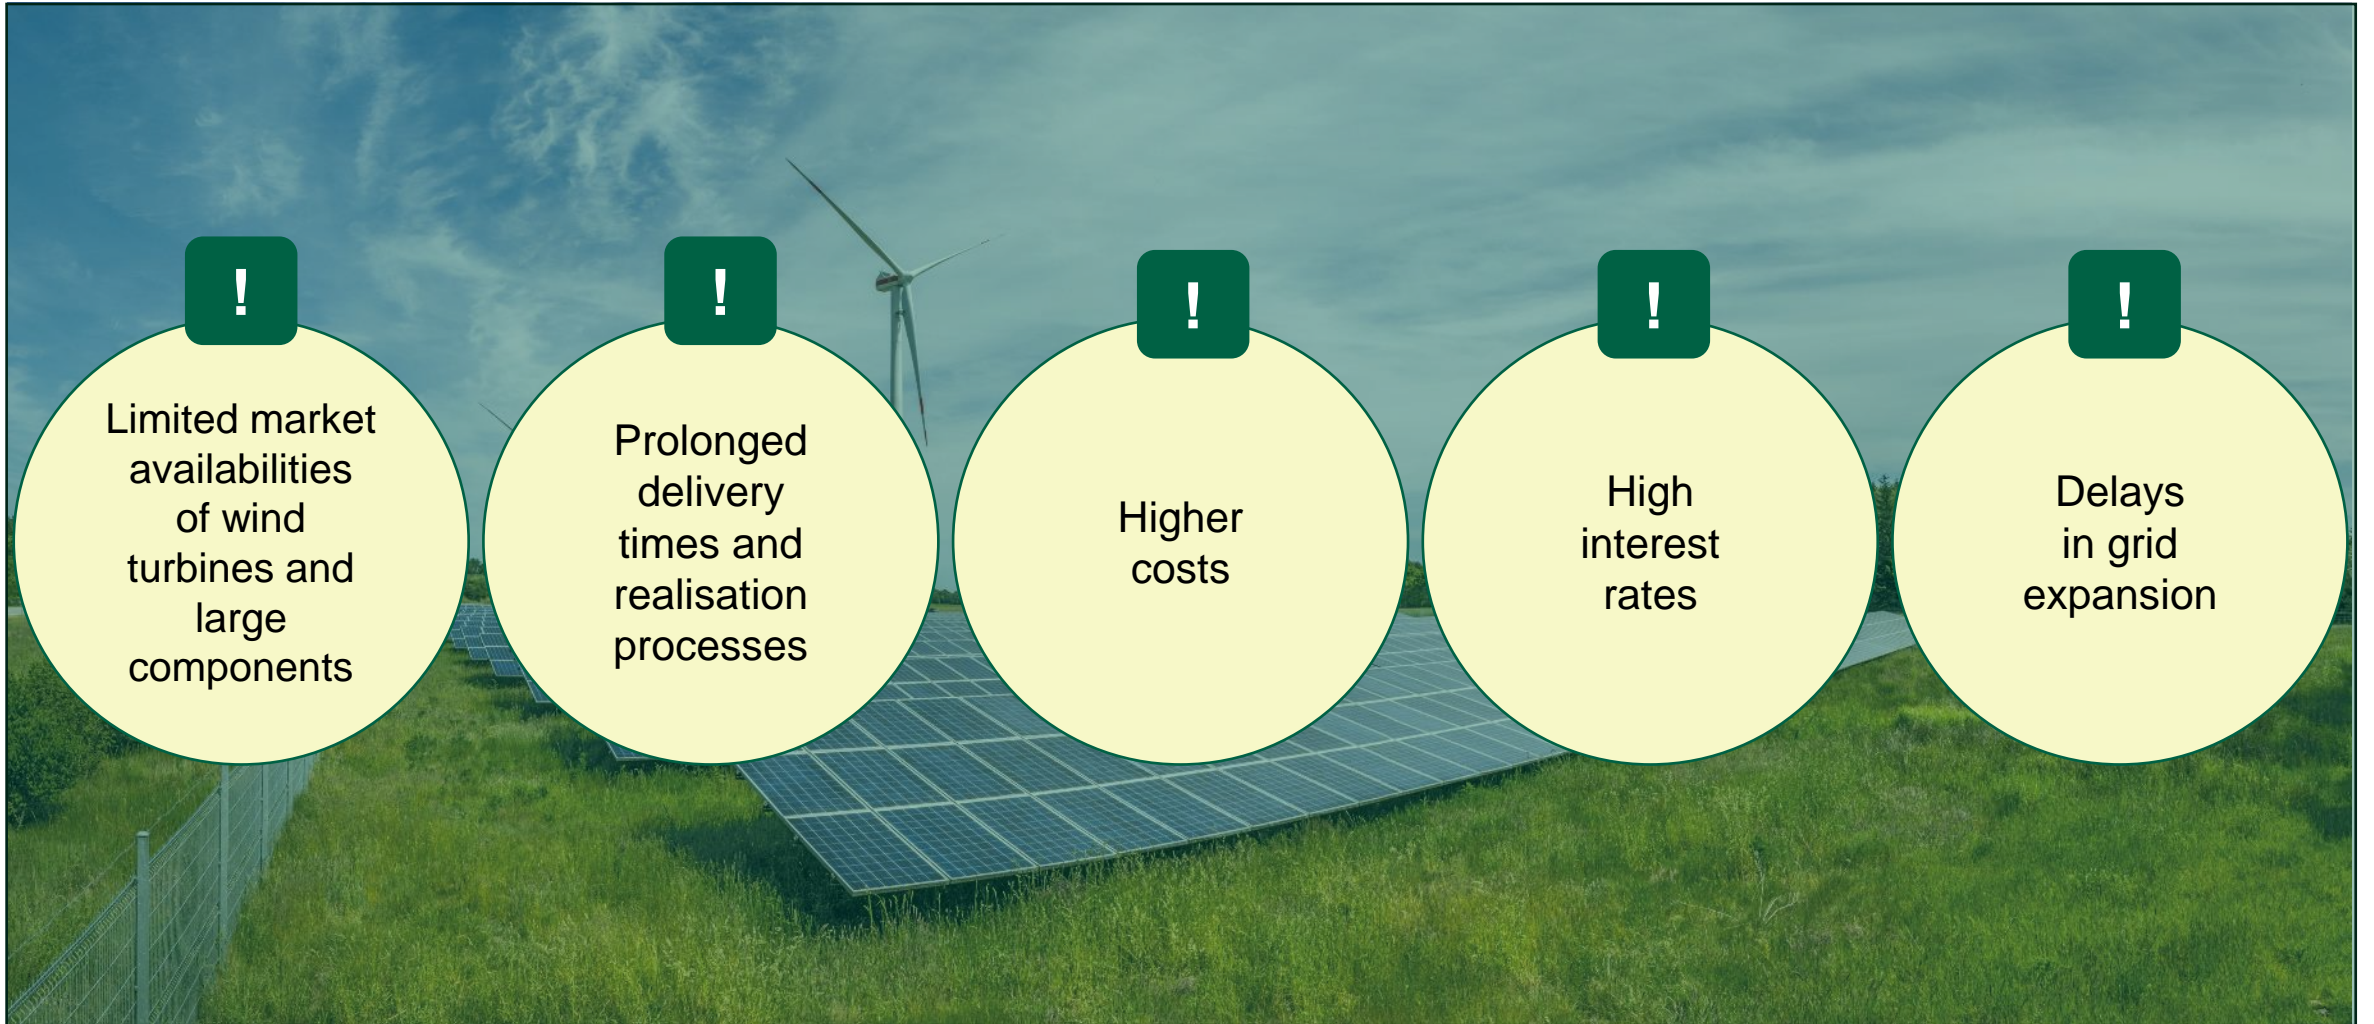 !
Limited market
availabilities
of wind
turbines and
large
components
!
Prolonged
delivery
times and
realisation
processes
!
Higher
costs
!
High
interest
rates
!
Delays
in grid
expansion